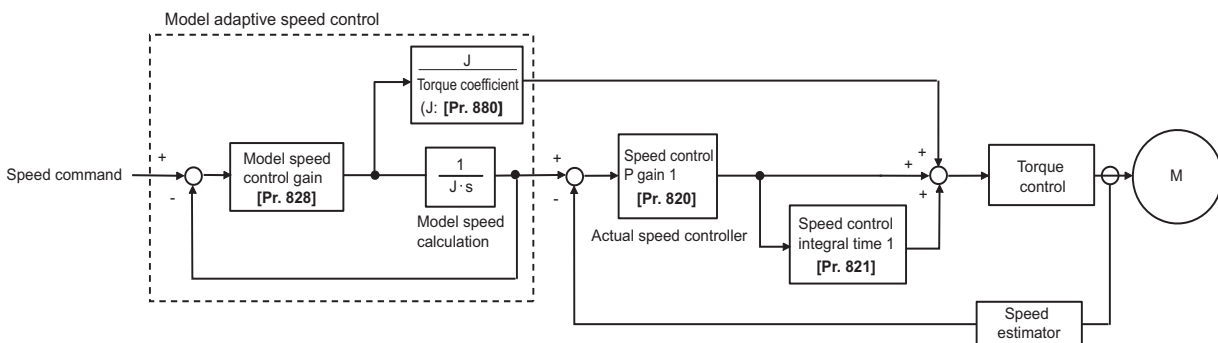 Model adaptive speed control
J
Torque coefficient
(J: [Pr. 880]
Speed command
+
-
Model speed
control gain
[Pr. 828]
1
J·s
Model speed
calculation
+
-
Speed control
P gain 1
[Pr. 820]
Actual speed controller
Speed control
integral time 1
[Pr. 821]
+
+
+
Torque
control
M
Speed
estimator